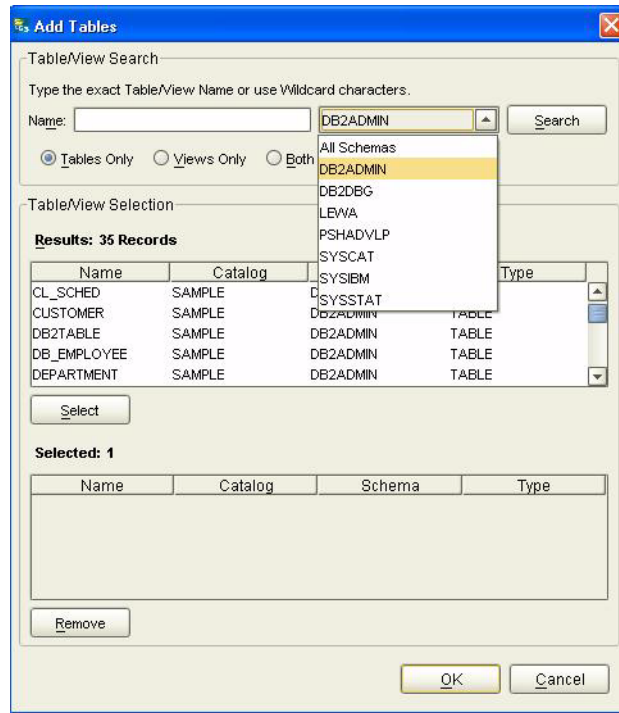 Add Tables
Table/View Search
Type the exact Table/View Name or use Wildcard characters.
Name: DB2ADMIN Search
Tables Only Views Only Both
All Schemas
DB2ADMIN
DB2DBG
LEWA
PSHADVLP
SYSCAT
SYSIBM
SYSSTAT
Table/View Selection
Results: 35 Records
Name Catalog Type
CL_SCHED SAMPLE
CUSTOMER SAMPLE DB2ADMIN TABLE
DB2TABLE SAMPLE DB2ADMIN TABLE
DB_EMPLOYEE SAMPLE DB2ADMIN TABLE
DEPARTMENT SAMPLE DB2ADMIN TABLE
Select
Selected: 1
Name Catalog Schema Type
Remove
OK Cancel